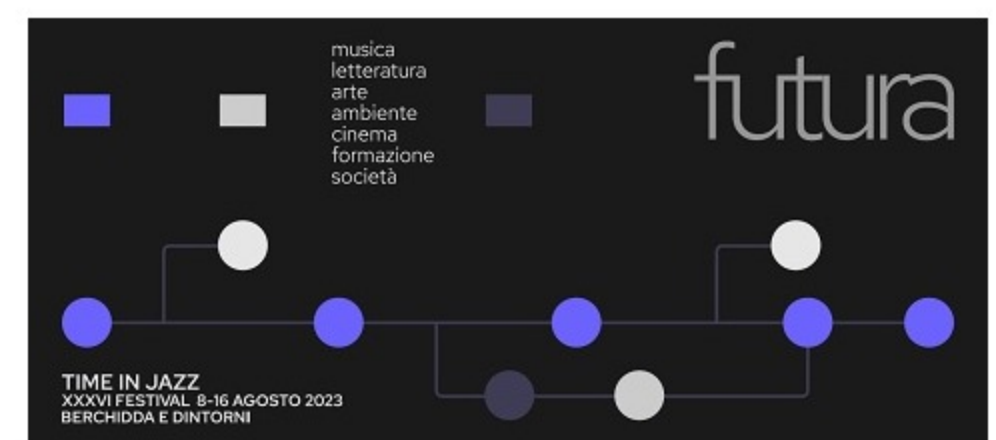 musica
letteratura
arte
ambiente
cinema
formazione
società
futura
TIME IN JAZZ
XXXVI FESTIVAL 8-16 AGOSTO 2023
BERCHIDDA E DINTORNI